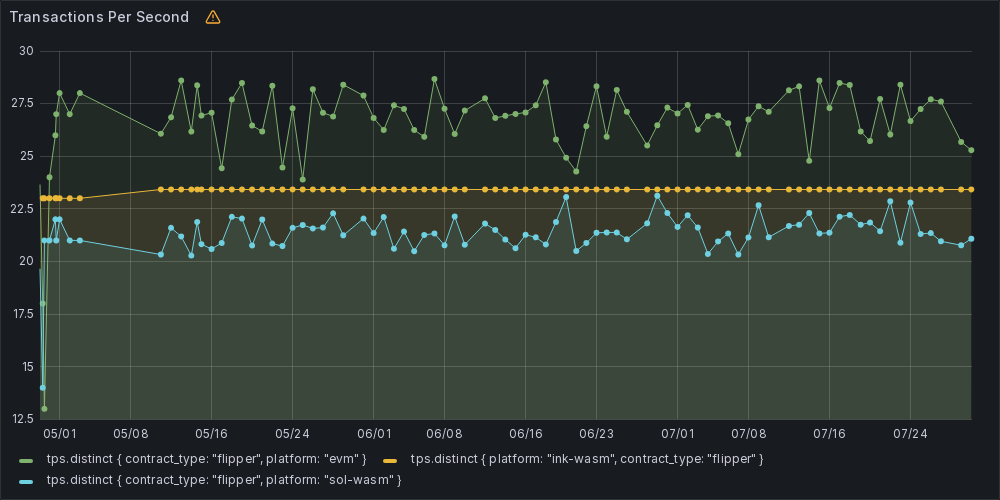 Transactions Per Second
30
27.5
25
22.5
20
17.5
15
12.5
05/01 05/08 05/16 05/24 06/01 06/08 06/16 06/23 07/01 07/08 07/16 07/24
tps.distinct { contract_type: "flipper", platform: "evm" } tps.distinct { platform: "ink-wasm", contract_type: "flipper" }
tps.distinct { contract_type: "flipper", platform: "sol-wasm" }